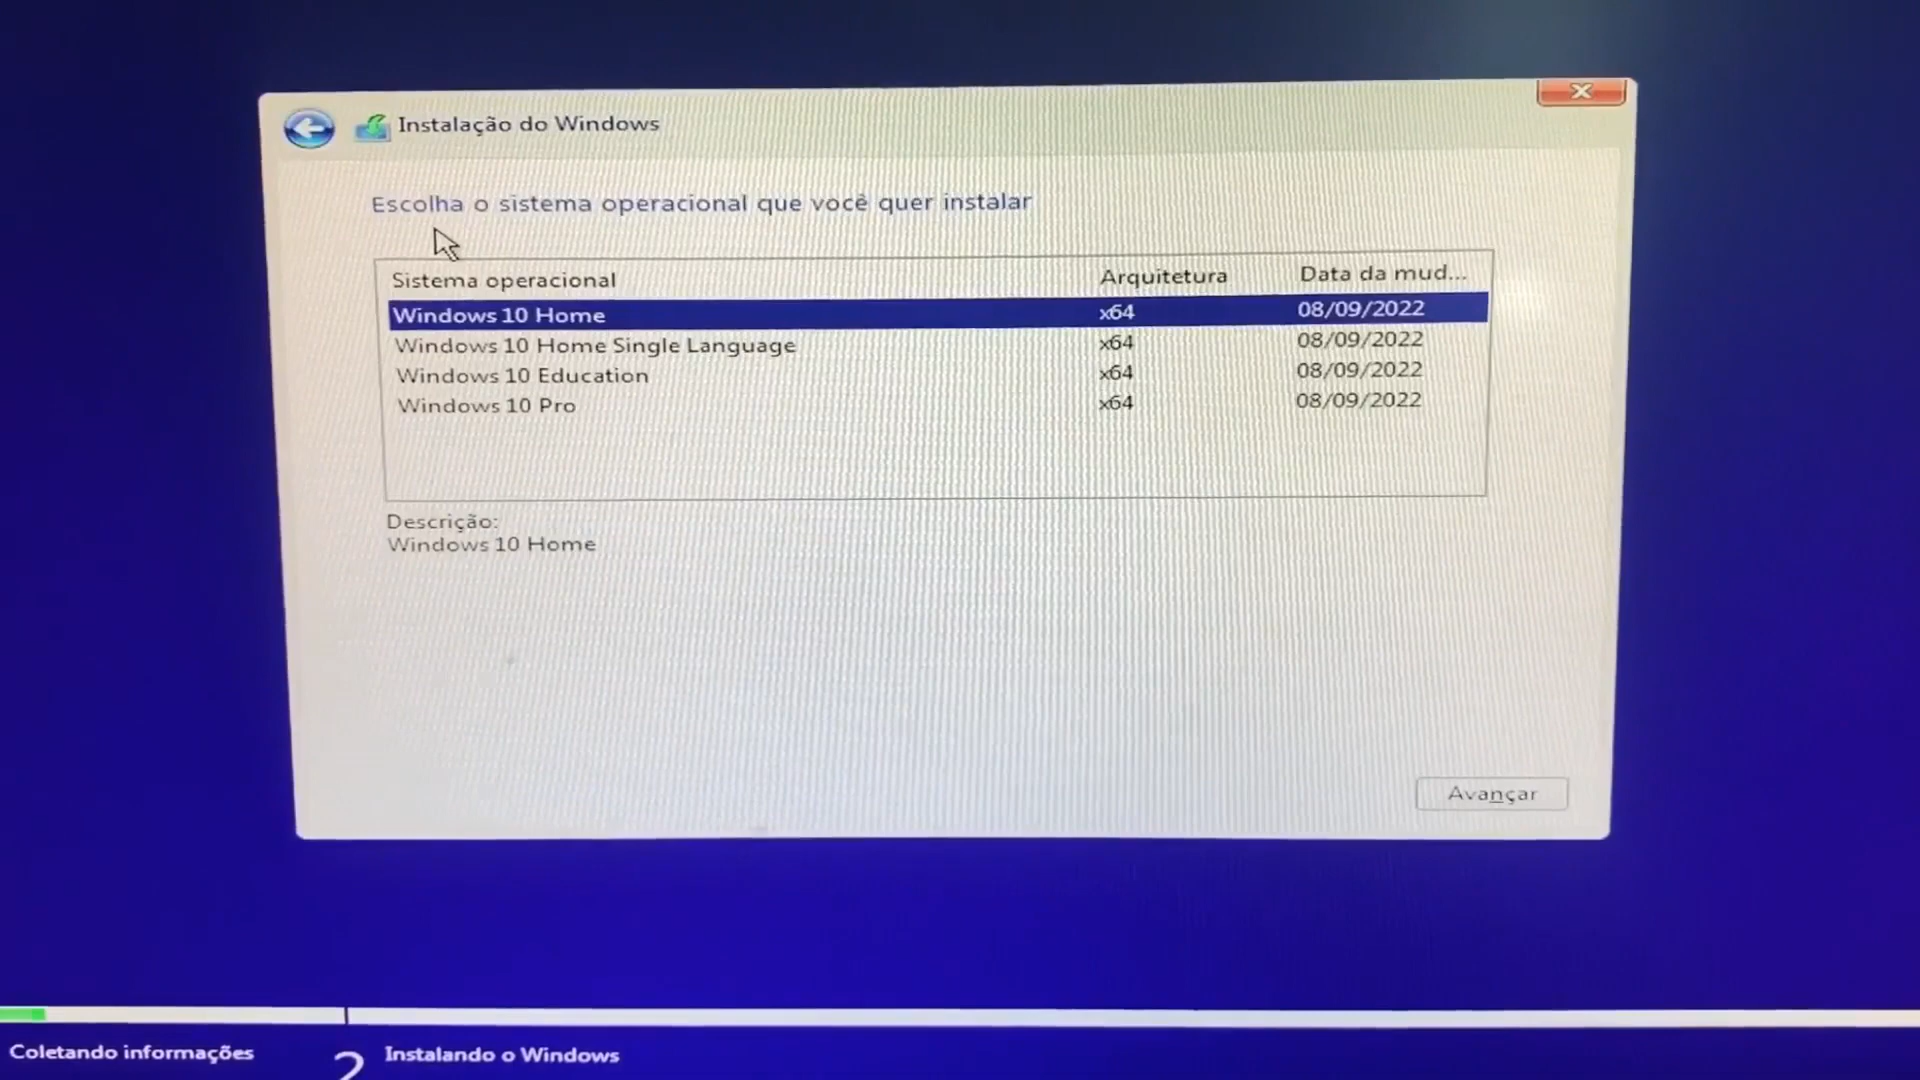 Instalação do Windows
Escolha o sistema operacional que você quer instalar
Sistema operacional Arquitetura Data da mud...
Windows 10 Home x64 08/09/2022
Windows 10 Home Single Language x64 08/09/2022
Windows 10 Education x64 08/09/2022
Windows 10 Pro x64 08/09/2022
Descrição:
Windows 10 Home
Avançar
Coletando informações 2 Instalando o Windows